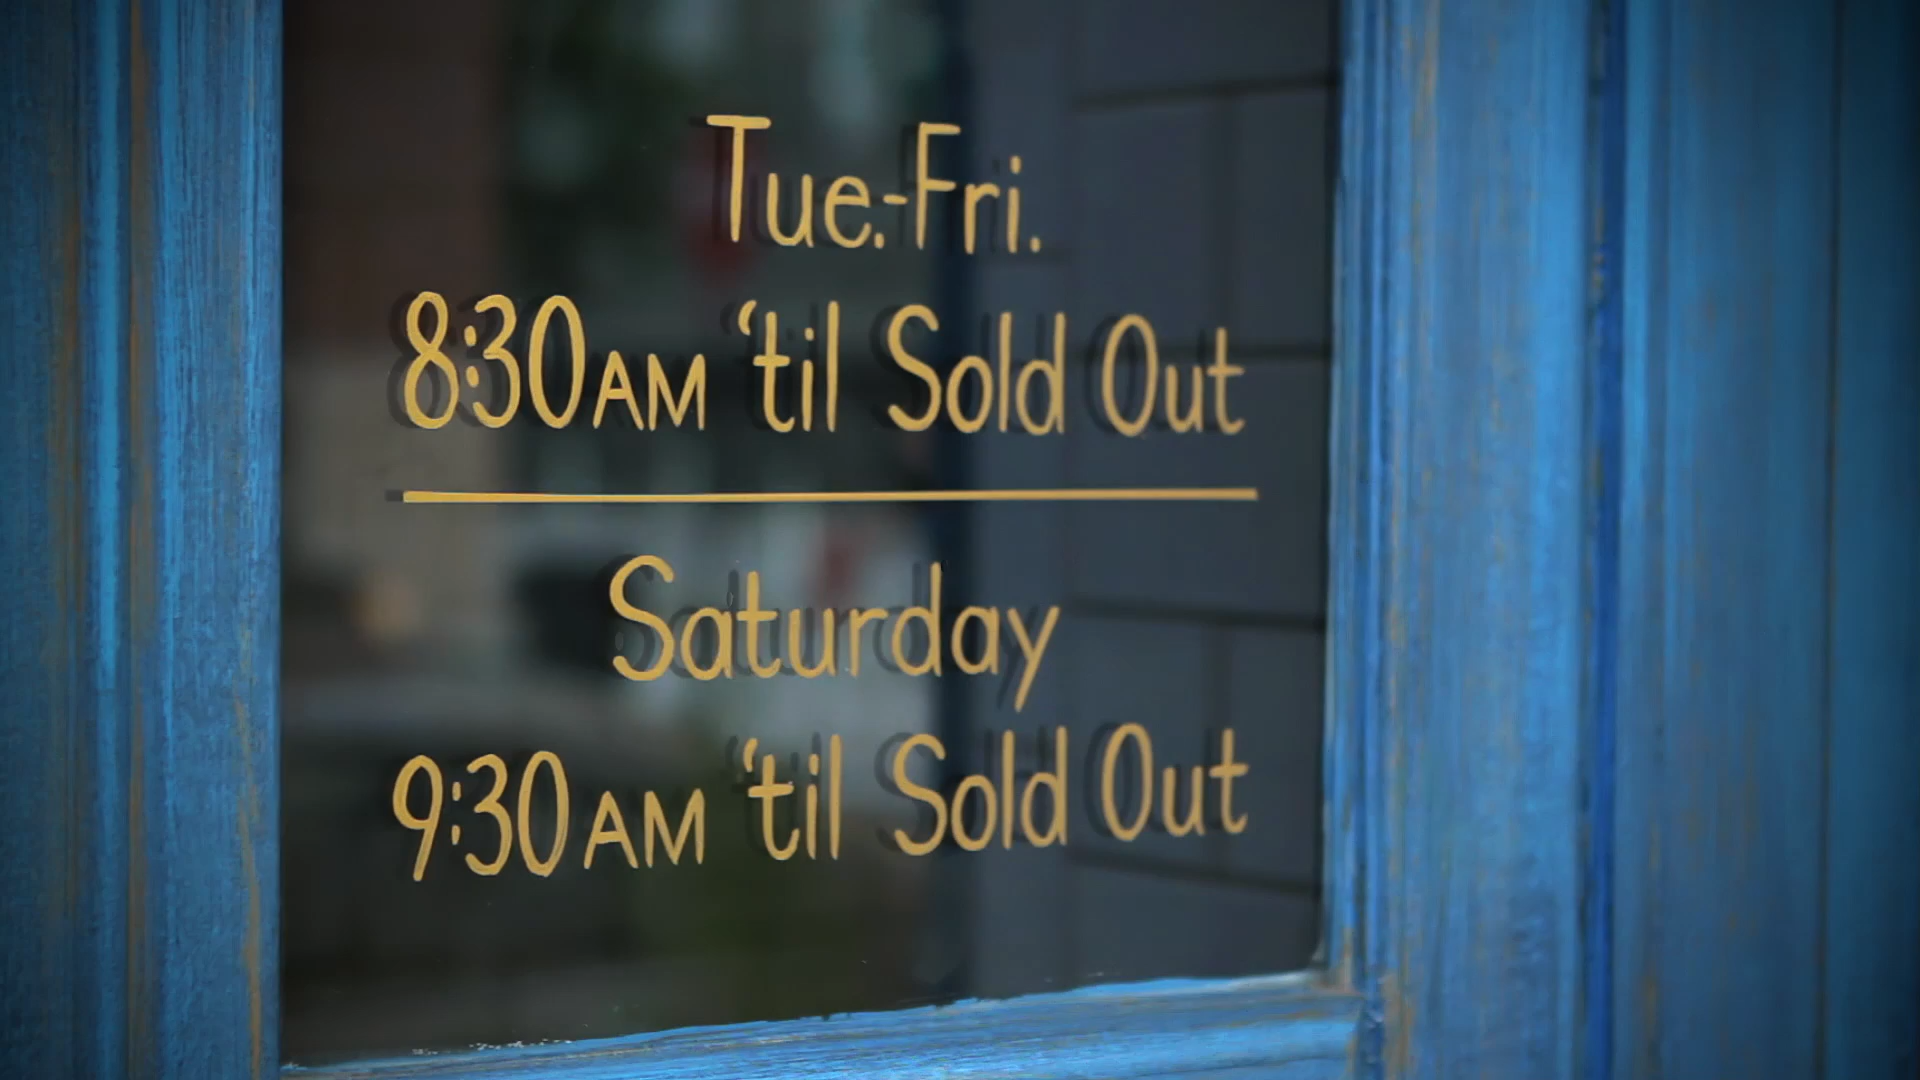 Tue.-Fri.
8:30AM ‘til Sold Out
Saturday
9:30AM ‘til Sold Out